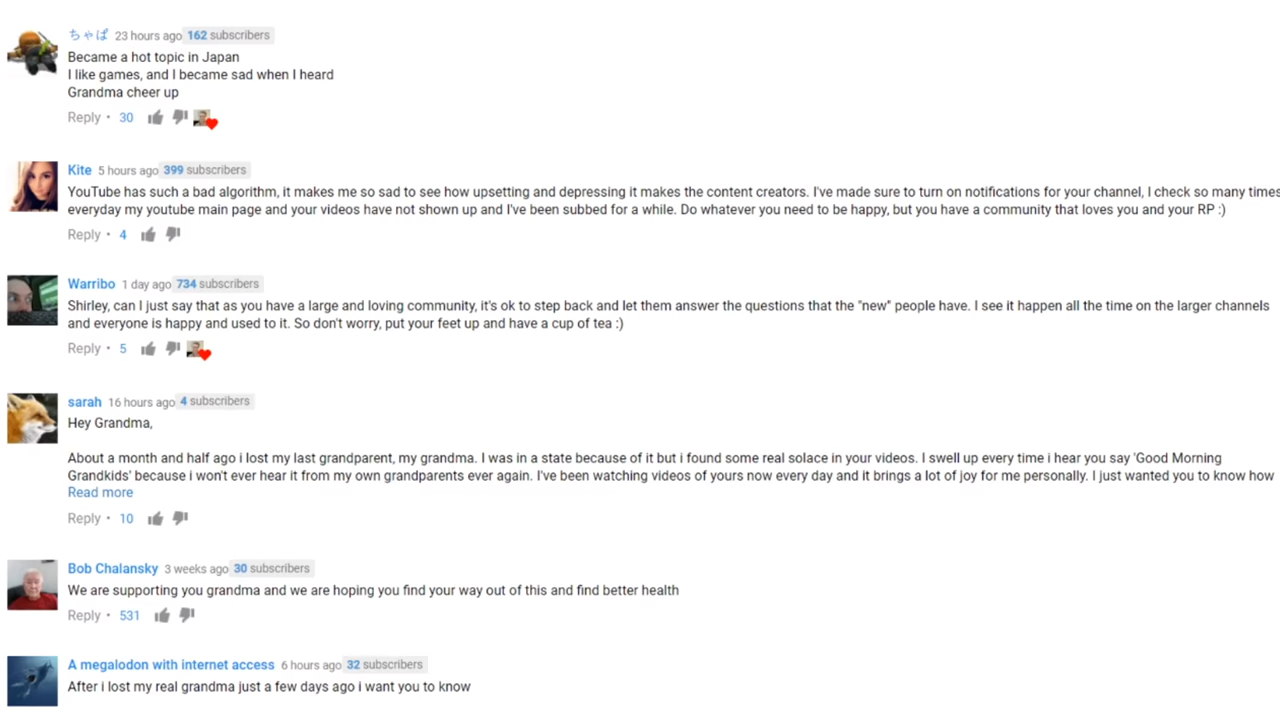 ちゃぱ 23 hours ago 162 subscribers
Became a hot topic in Japan
I like games, and I became sad when I heard
Grandma cheer up
Reply • 30
Kite 5 hours ago 399 subscribers
YouTube has such a bad algorithm, it makes me so sad to see how upsetting and depressing it makes the content creators. I've made sure to turn on notifications for your channel, I check so many times
everyday my youtube main page and your videos have not shown up and I've been subbed for a while. Do whatever you need to be happy, but you have a community that loves you and your RP :)
Reply • 4
Warribo 1 day ago 734 subscribers
Shirley, can I just say that as you have a large and loving community, it's ok to step back and let them answer the questions that the "new" people have. I see it happen all the time on the larger channels
and everyone is happy and used to it. So don't worry, put your feet up and have a cup of tea :)
Reply • 5
sarah 16 hours ago 4 subscribers
Hey Grandma,
About a month and half ago i lost my last grandparent, my grandma. I was in a state because of it but i found some real solace in your videos. I swell up every time i hear you say 'Good Morning
Grandkids' because i won't ever hear it from my own grandparents ever again. I've been watching videos of yours now every day and it brings a lot of joy for me personally. I just wanted you to know how
Read more
Reply • 10
Bob Chalansky 3 weeks ago 30 subscribers
We are supporting you grandma and we are hoping you find your way out of this and find better health
Reply • 531
A megalodon with internet access 6 hours ago 32 subscribers
After i lost my real grandma just a few days ago i want you to know